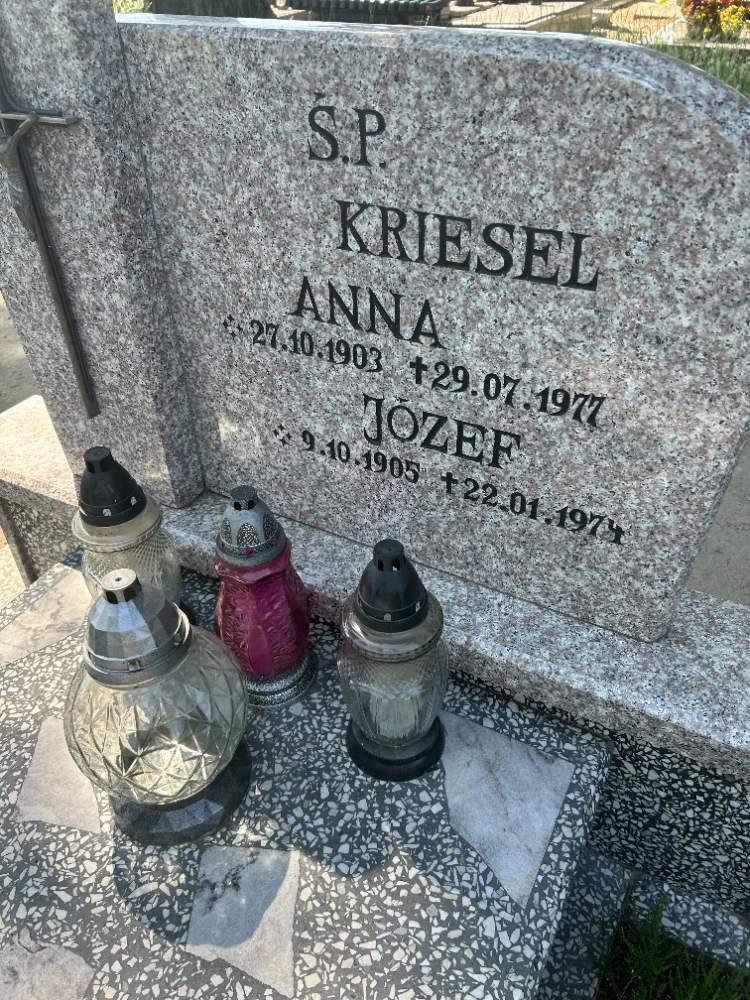 Ś.P.
KRIESEL
ANNA
27.10.1903 ✝29.07.1977
JÓZEF
9.10.1905 ✝22.01.1974